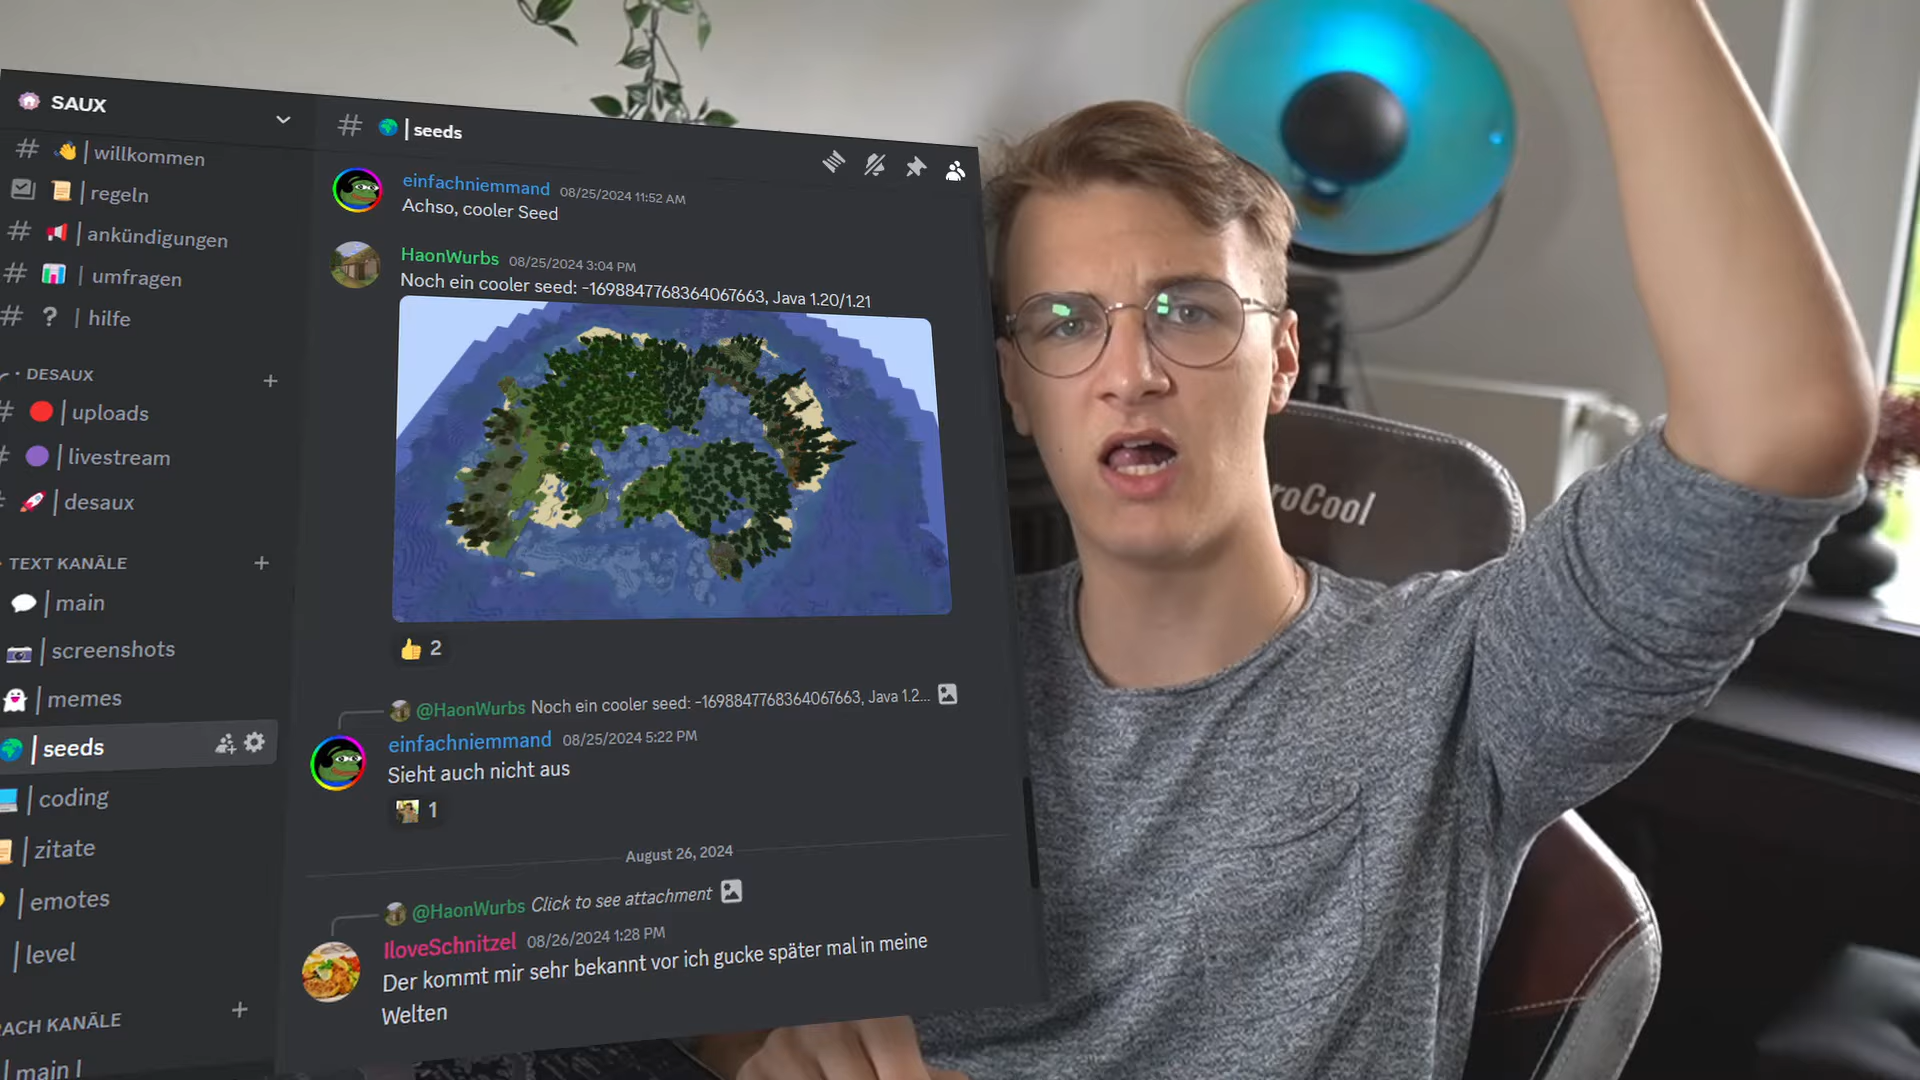 SAUX
# | willkommen
| regeln
# | ankündigungen
# | umfragen
# ? | hilfe
DESAUX
# | uploads
# | livestream
# | desaux
TEXT KANÄLE
| main
| screenshots
| memes
| seeds
| coding
| zitate
| emotes
| level
ACH KANÄLE
| main |
# | seeds
einfachniemmand 08/25/2024 11:52 AM
Achso, cooler Seed
HaonWurbs 08/25/2024 3:04 PM
Noch ein cooler seed: -1698847768364067663, Java 1.20/1.21
2
@HaonWurbs Noch ein cooler seed: -1698847768364067663, Java 1.2...
einfachniemmand 08/25/2024 5:22 PM
Sieht auch nicht aus
1
August 26, 2024
@HaonWurbs Click to see attachment
IloveSchnitzel 08/26/2024 1:28 PM
Der kommt mir sehr bekannt vor ich gucke später mal in meine
Welten
roCool